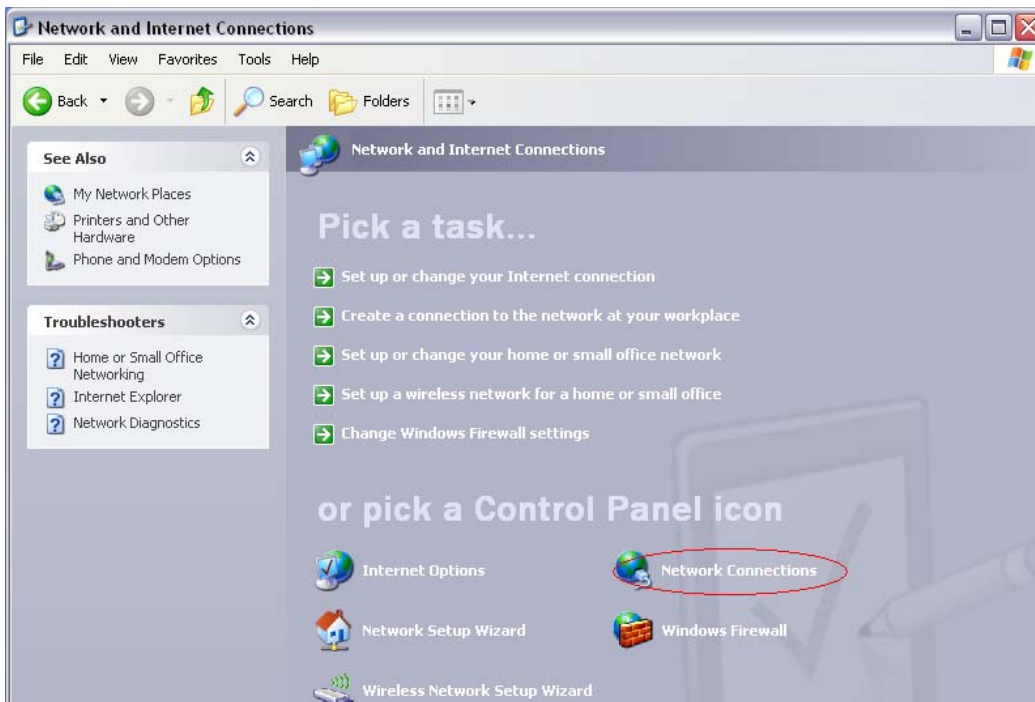 Network and Internet Connections
File Edit View Favorites Tools Help
Back Search Folders
See Also
My Network Places
Printers and Other
Hardware
Phone and Modem Options
Troubleshooters
Home or Small Office
Networking
Internet Explorer
Network Diagnostics
Network and Internet Connections
Pick a task...
Set up or change your Internet connection
Create a connection to the network at your workplace
Set up or change your home or small office network
Set up a wireless network for a home or small office
Change Windows Firewall settings
or pick a Control Panel icon
Internet Options
Network Connections
Network Setup Wizard
Windows Firewall
Wireless Network Setup Wizard